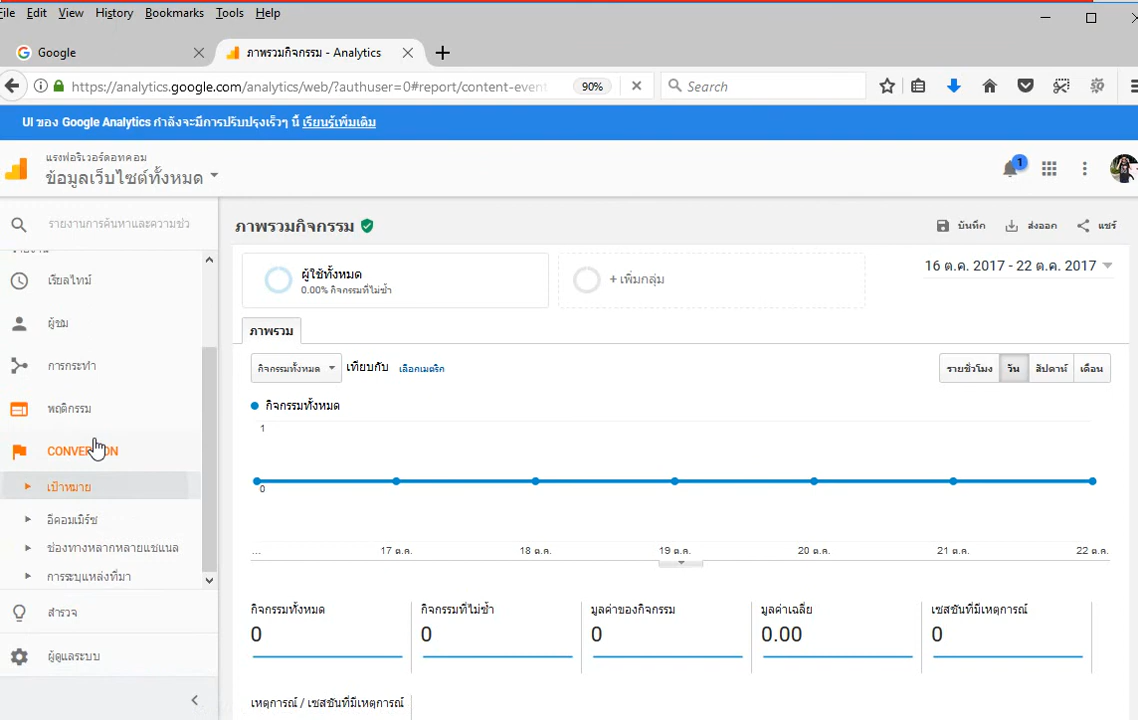 File Edit View History Bookmarks Tools Help
Google
ภาพรวมกิจกรรม - Analytics
https://analytics.google.com/analytics/web/?authuser=0#report/content-event
90%
Search
UI ของ Google Analytics กำลังจะมีการปรับปรุงเร็วๆ นี้ เรียนรู้เพิ่มเติม
แรงฟอริเวอร์ดอทคอม
ข้อมูลเว็บไซต์ทั้งหมด
1
รายงานการค้นหาและความช่ว
ภาพรวมกิจกรรม
บันทึก
ส่งออก
แชร์
เรียลไทม์
ผู้ชม
การกระทำ
พฤติกรรม
CONVE ON
เป้าหมาย
อีคอมเมิร์ซ
ช่องทางหลากหลายแชแนล
การระบุแหล่งที่มา
สำรวจ
ผู้ดูแลระบบ
ผู้ใช้ทั้งหมด
0.00% กิจกรรมที่ไม่ซ้ำ
+ เพิ่มกลุ่ม
16 ต.ค. 2017 - 22 ต.ค. 2017
ภาพรวม
กิจกรรมทั้งหมด เทียบกับ เลือกเมตริก
รายชั่วโมง วัน สัปดาห์ เดือน
กิจกรรมทั้งหมด
1
0
... 17 ต.ค. 18 ต.ค. 19 ต.ค. 20 ต.ค. 21 ต.ค. 22 ต.ค.
กิจกรรมทั้งหมด
0
กิจกรรมที่ไม่ซ้ำ
0
มูลค่าของกิจกรรม
0
มูลค่าเฉลี่ย
0.00
เซสชันที่มีเหตุการณ์
0
เหตุการณ์ / เซสชันที่มีเหตุการณ์